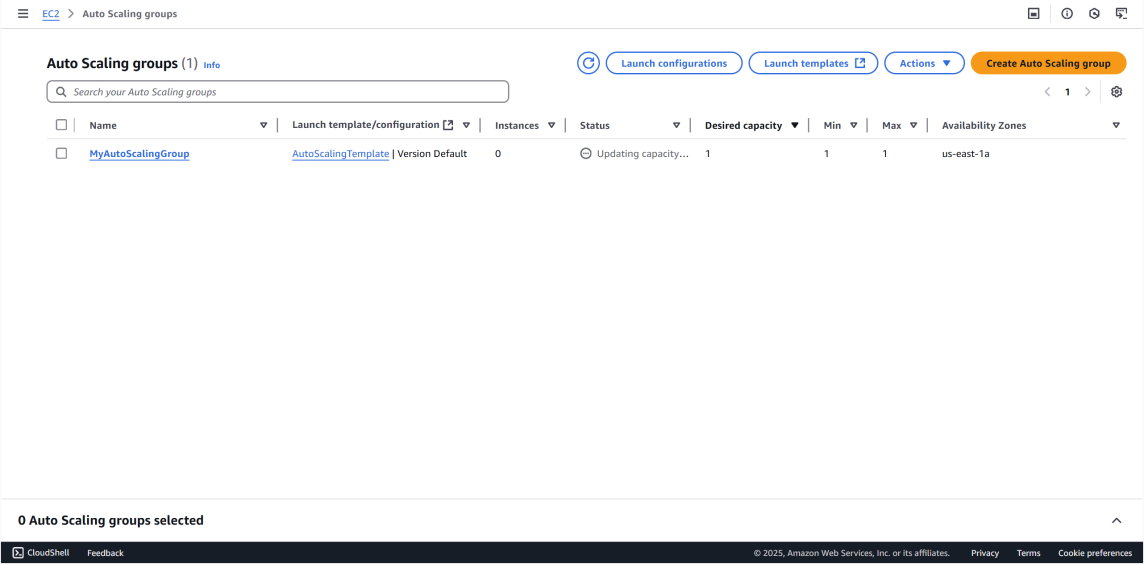 EC2 > Auto Scaling groups
Auto Scaling groups (1) Info
Launch configurations
Launch templates
Actions
Create Auto Scaling group
Search your Auto Scaling groups
1
Name Launch template/configuration Instances Status Desired capacity Min Max Availability Zones
MyAutoScalingGroup AutoScalingTemplate | Version Default 0 Updating capacity... 1 1 1 us-east-1a
0 Auto Scaling groups selected
CloudShell Feedback © 2025, Amazon Web Services, Inc. or its affiliates. Privacy Terms Cookie preferences